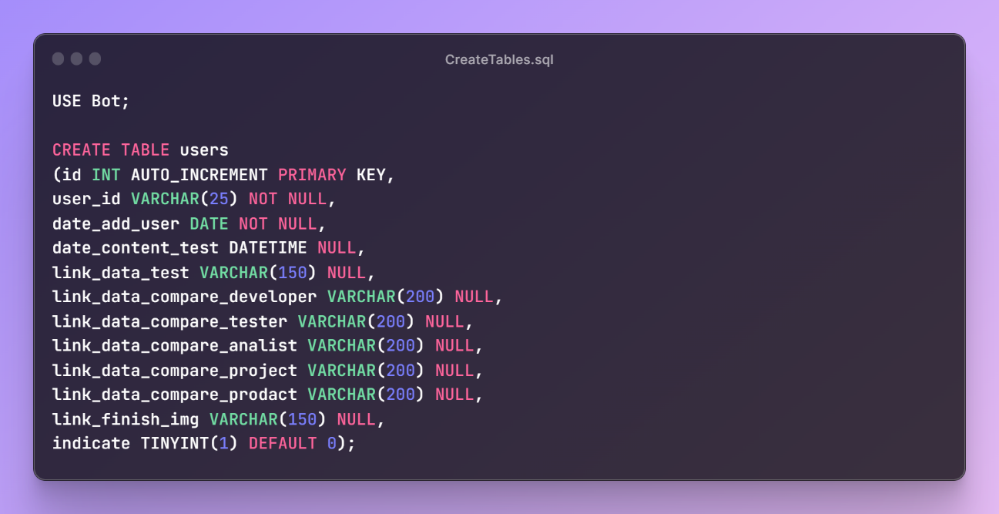 CreateTables.sql
USE Bot;
CREATE TABLE users
(id INT AUTO_INCREMENT PRIMARY KEY,
user_id VARCHAR(25) NOT NULL,
date_add_user DATE NOT NULL,
date_content_test DATETIME NULL,
link_data_test VARCHAR(150) NULL,
link_data_compare_developer VARCHAR(200) NULL,
link_data_compare_tester VARCHAR(200) NULL,
link_data_compare_analist VARCHAR(200) NULL,
link_data_compare_project VARCHAR(200) NULL,
link_data_compare_prodact VARCHAR(200) NULL,
link_finish_img VARCHAR(150) NULL,
indicate TINYINT(1) DEFAULT 0);